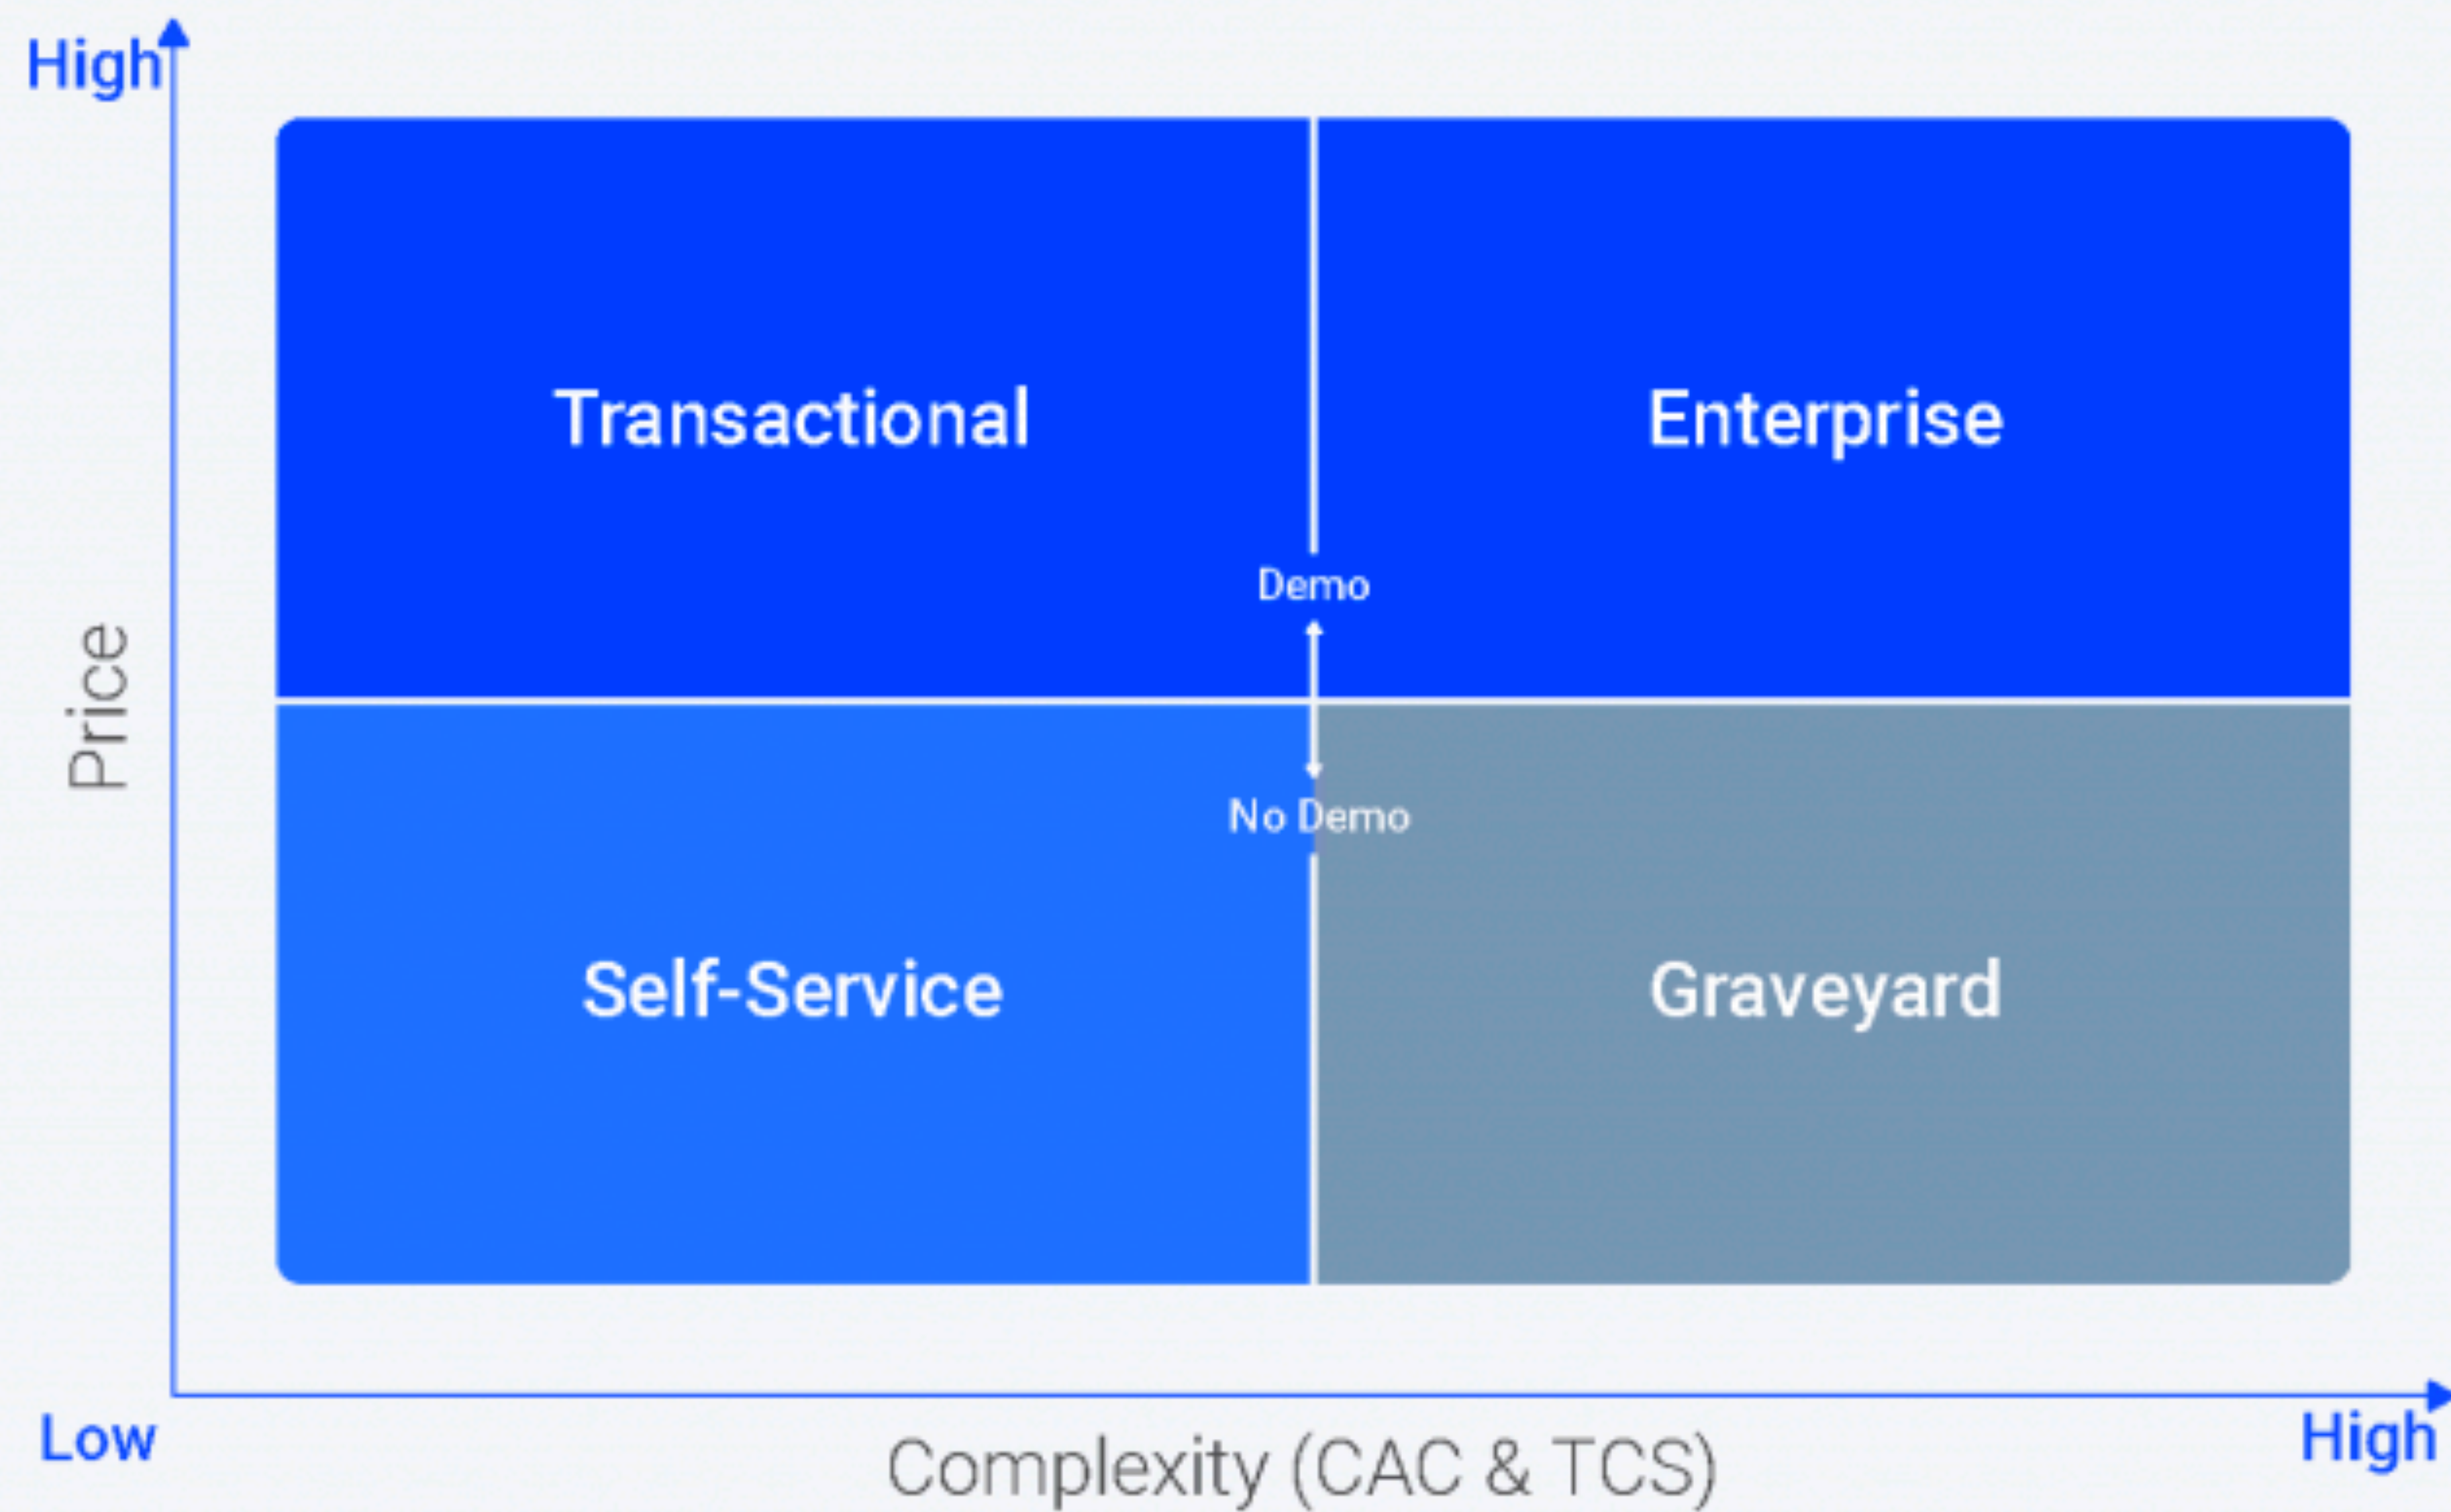 High
Transactional
Enterprise
Demo
Price
No Demo
Self-Service
Graveyard
Low
Complexity (CAC & TCS)
High